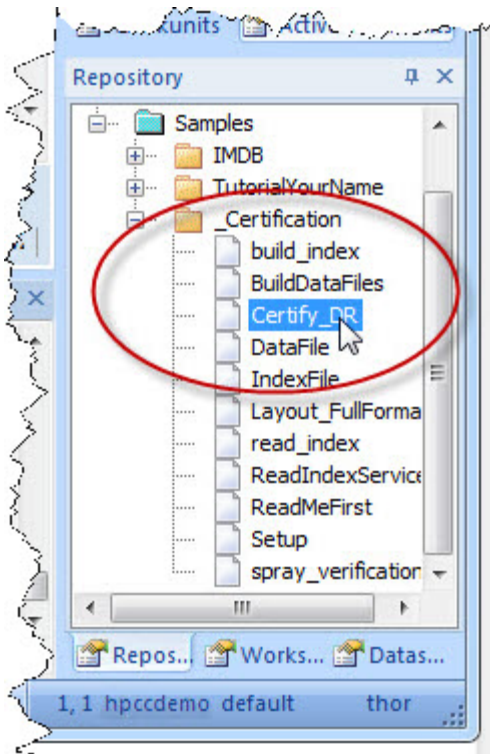 kunits
Repository
Samples
IMDB
TutorialYourName
_Certification
build_index
BuildDataFiles
Certify_DR
DataFile
IndexFile
Layout_FullForma
read_index
ReadIndexService
ReadMeFirst
Setup
spray_verification
Repos... Works... Datas...
1, 1 hpccdemo default thor